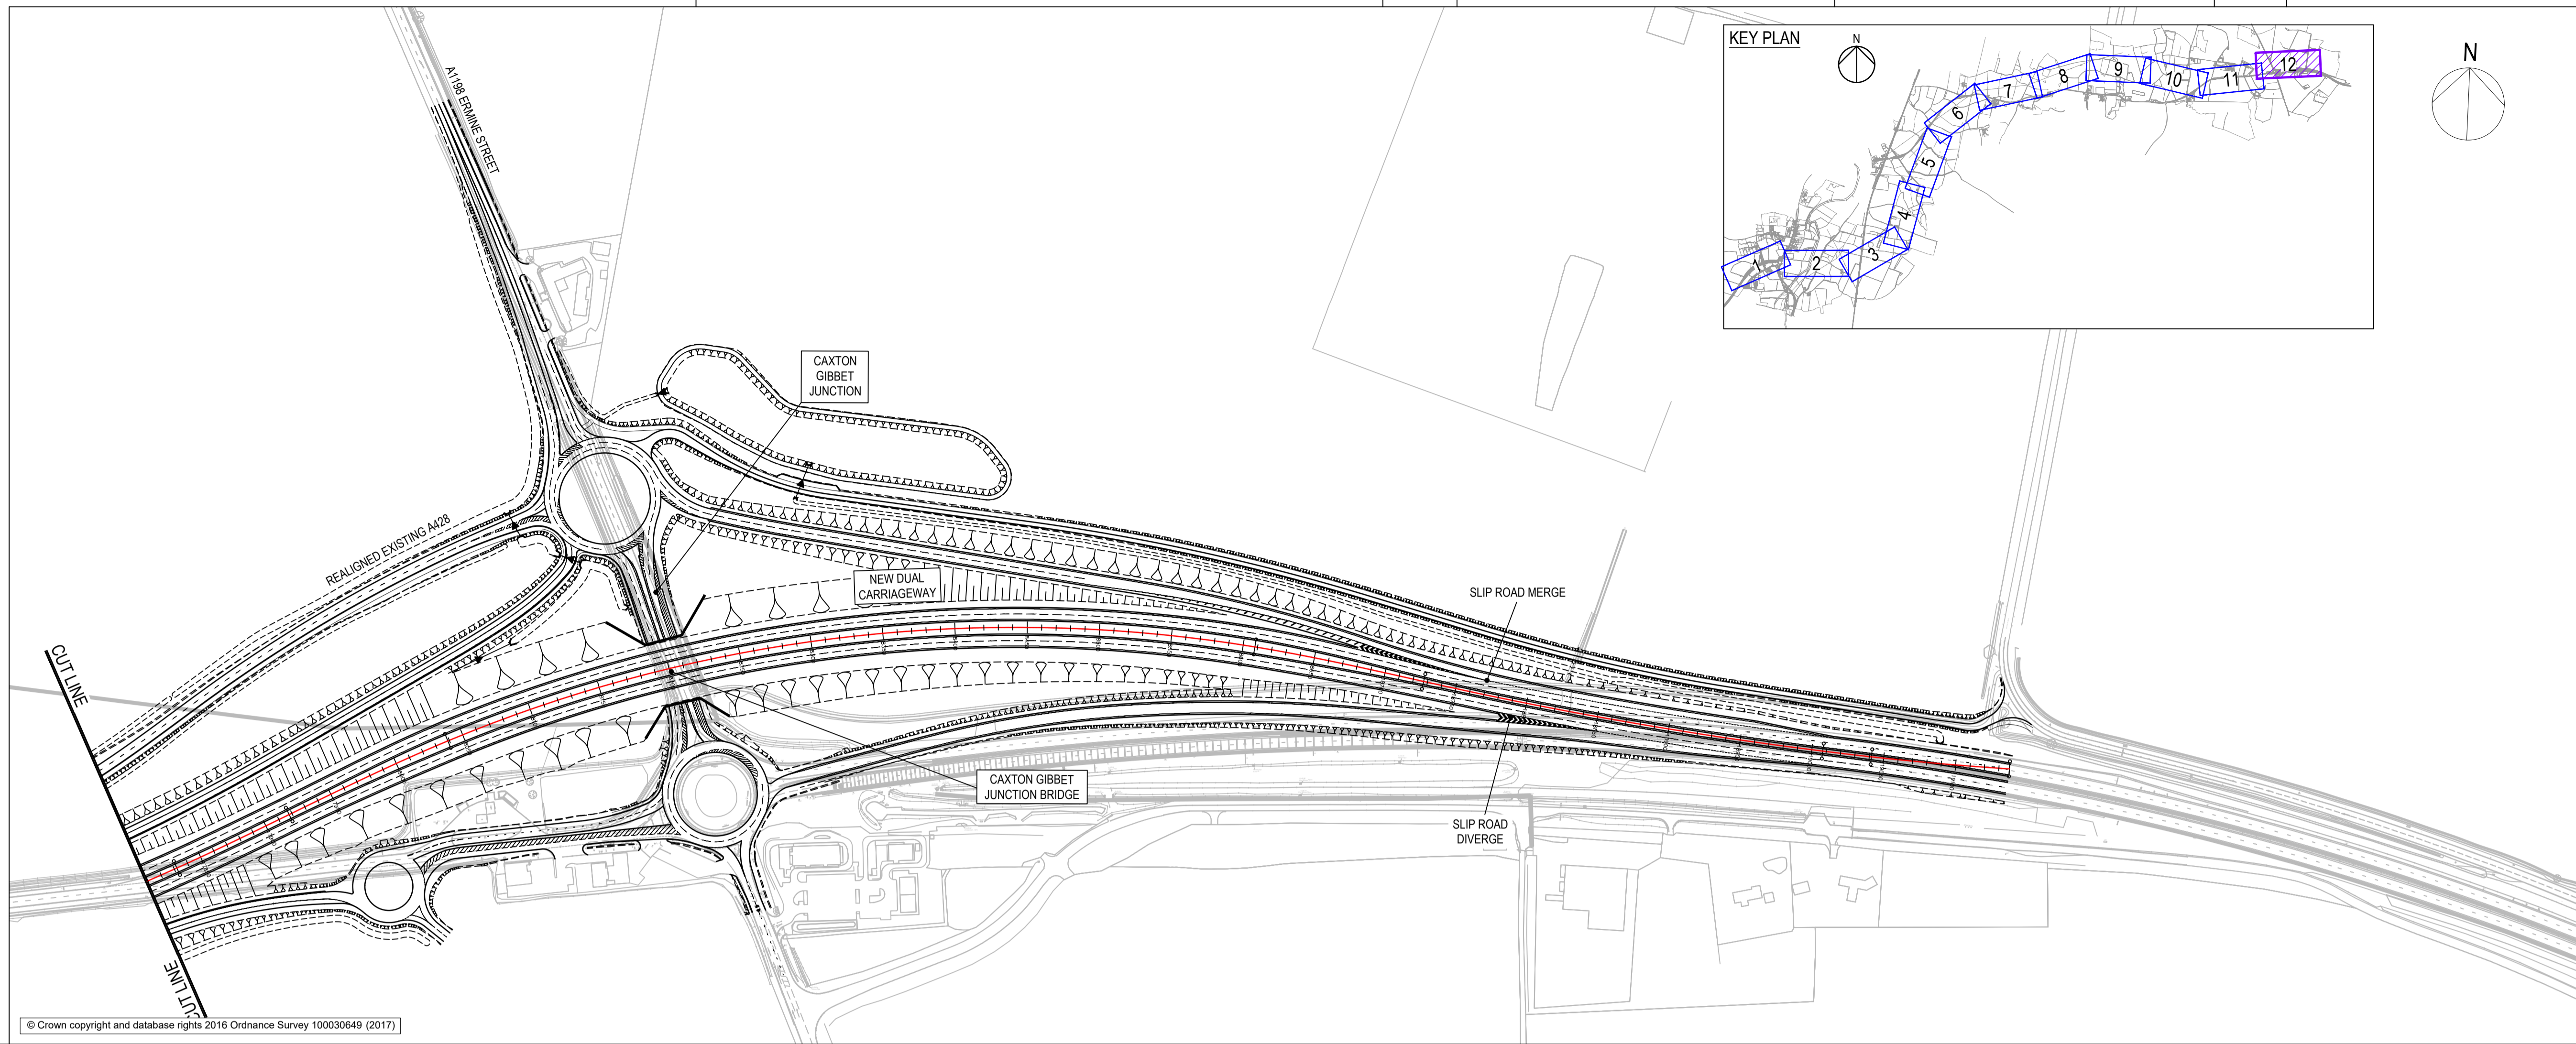 KEY PLAN
N
N
1
2
3
4
5
6
7
8
9
10
11
12
A1198 ERMINE STREET
CAXTON
GIBBET
JUNCTION
REALIGNED EXISTING A428
NEW DUAL
CARRIAGEWAY
SLIP ROAD MERGE
CUT LINE
CAXTON GIBBET
JUNCTION BRIDGE
SLIP ROAD
DIVERGE
CUT LINE
© Crown copyright and database rights 2016 Ordnance Survey 100030649 (2017)